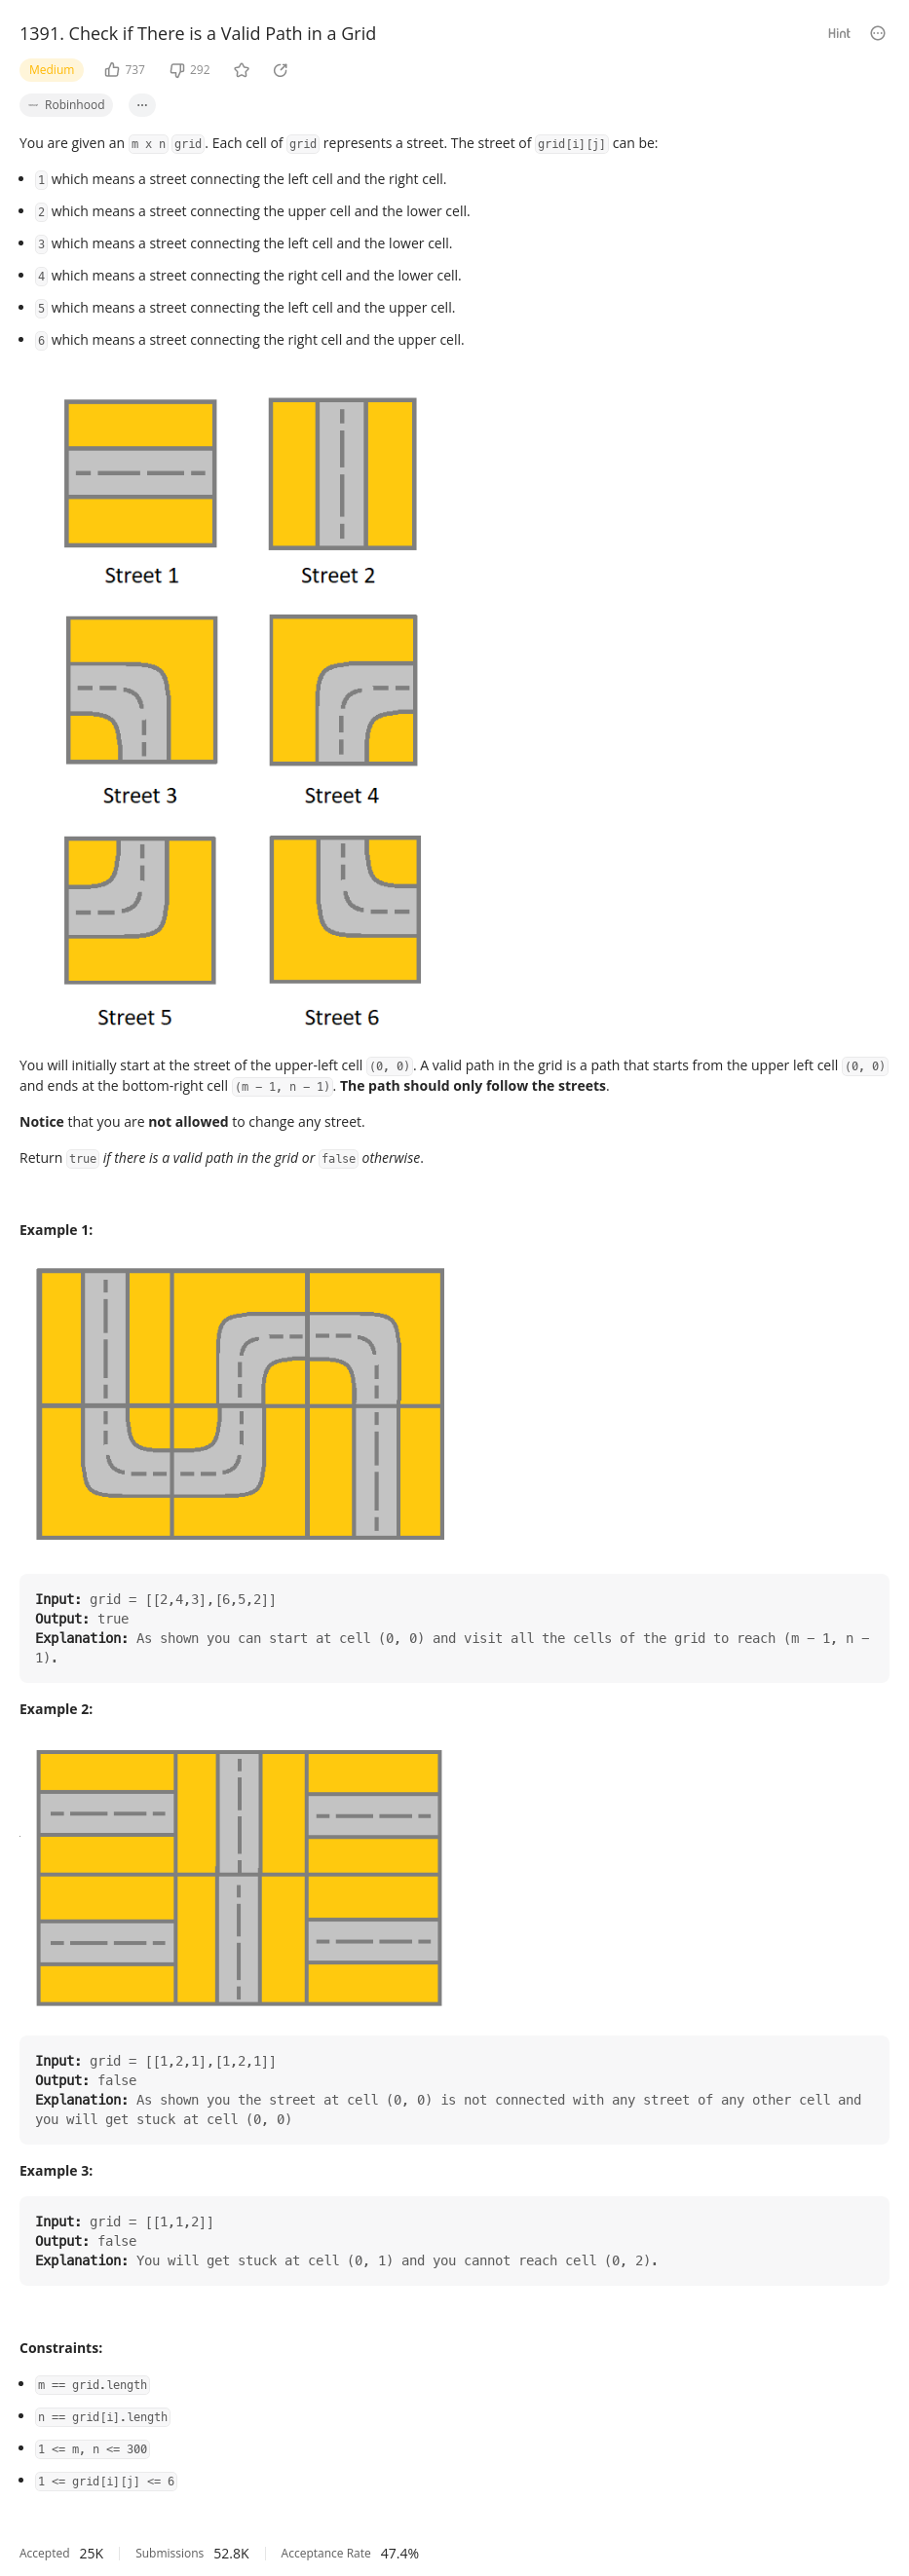 1391. Check if There is a Valid Path in a Grid
Hint
Medium 737 292
Robinhood
You are given an m x n grid. Each cell of grid represents a street. The street of grid[i][j] can be:
1 which means a street connecting the left cell and the right cell.
2 which means a street connecting the upper cell and the lower cell.
3 which means a street connecting the left cell and the lower cell.
4 which means a street connecting the right cell and the lower cell.
5 which means a street connecting the left cell and the upper cell.
6 which means a street connecting the right cell and the upper cell.
Street 1 Street 2
Street 3 Street 4
Street 5 Street 6
You will initially start at the street of the upper-left cell (0, 0). A valid path in the grid is a path that starts from the upper left cell (0, 0)
and ends at the bottom-right cell (m - 1, n - 1). The path should only follow the streets.
Notice that you are not allowed to change any street.
Return true if there is a valid path in the grid or false otherwise.
Example 1:
Input: grid = [[2,4,3],[6,5,2]]
Output: true
Explanation: As shown you can start at cell (0, 0) and visit all the cells of the grid to reach (m - 1, n -
1).
Example 2:
Input: grid = [[1,2,1],[1,2,1]]
Output: false
Explanation: As shown you the street at cell (0, 0) is not connected with any street of any other cell and
you will get stuck at cell (0, 0)
Example 3:
Input: grid = [[1,1,2]]
Output: false
Explanation: You will get stuck at cell (0, 1) and you cannot reach cell (0, 2).
Constraints:
m == grid.length
n == grid[i].length
1 <= m, n <= 300
1 <= grid[i][j] <= 6
Accepted 25K Submissions 52.8K Acceptance Rate 47.4%